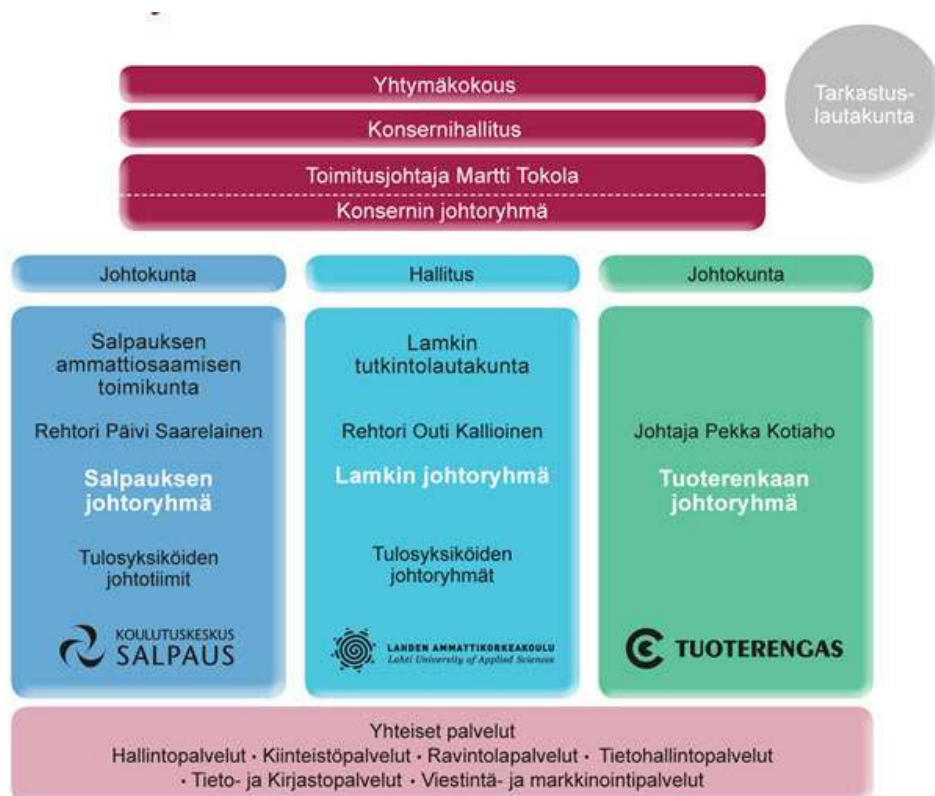 Yhtymäkokous
Tarkastus-
lautakunta
Konsernihallitus
Toimitusjohtaja Martti Tokola
Konsernin johtoryhmä
Johtokunta
Hallitus
Johtokunta
Salpauksen
ammattiosaamisen
toimikunta
Rehtori Päivi Saarelainen
Salpauksen
johtoryhmä
Tulosyksiköiden
johtotiimit
KOULUTUSKESKUS
SALPAUS
Lamkin
tutkintolautakunta
Rehtori Outi Kallioinen
Lamkin johtoryhmä
Tulosyksiköiden
johtoryhmät
LAHDEN AMMATTIKORKEAKOULU
Lahti University of Applied Sciences
Johtaja Pekka Kotiaho
Tuoterenkaan
johtoryhmä
TUOTERENGAS
Yhteiset palvelut
Hallintopalvelut • Kiinteistöpalvelut • Ravintolapalvelut • Tietohallintopalvelut
• Tieto- ja Kirjastopalvelut • Viestintä- ja markkinointipalvelut